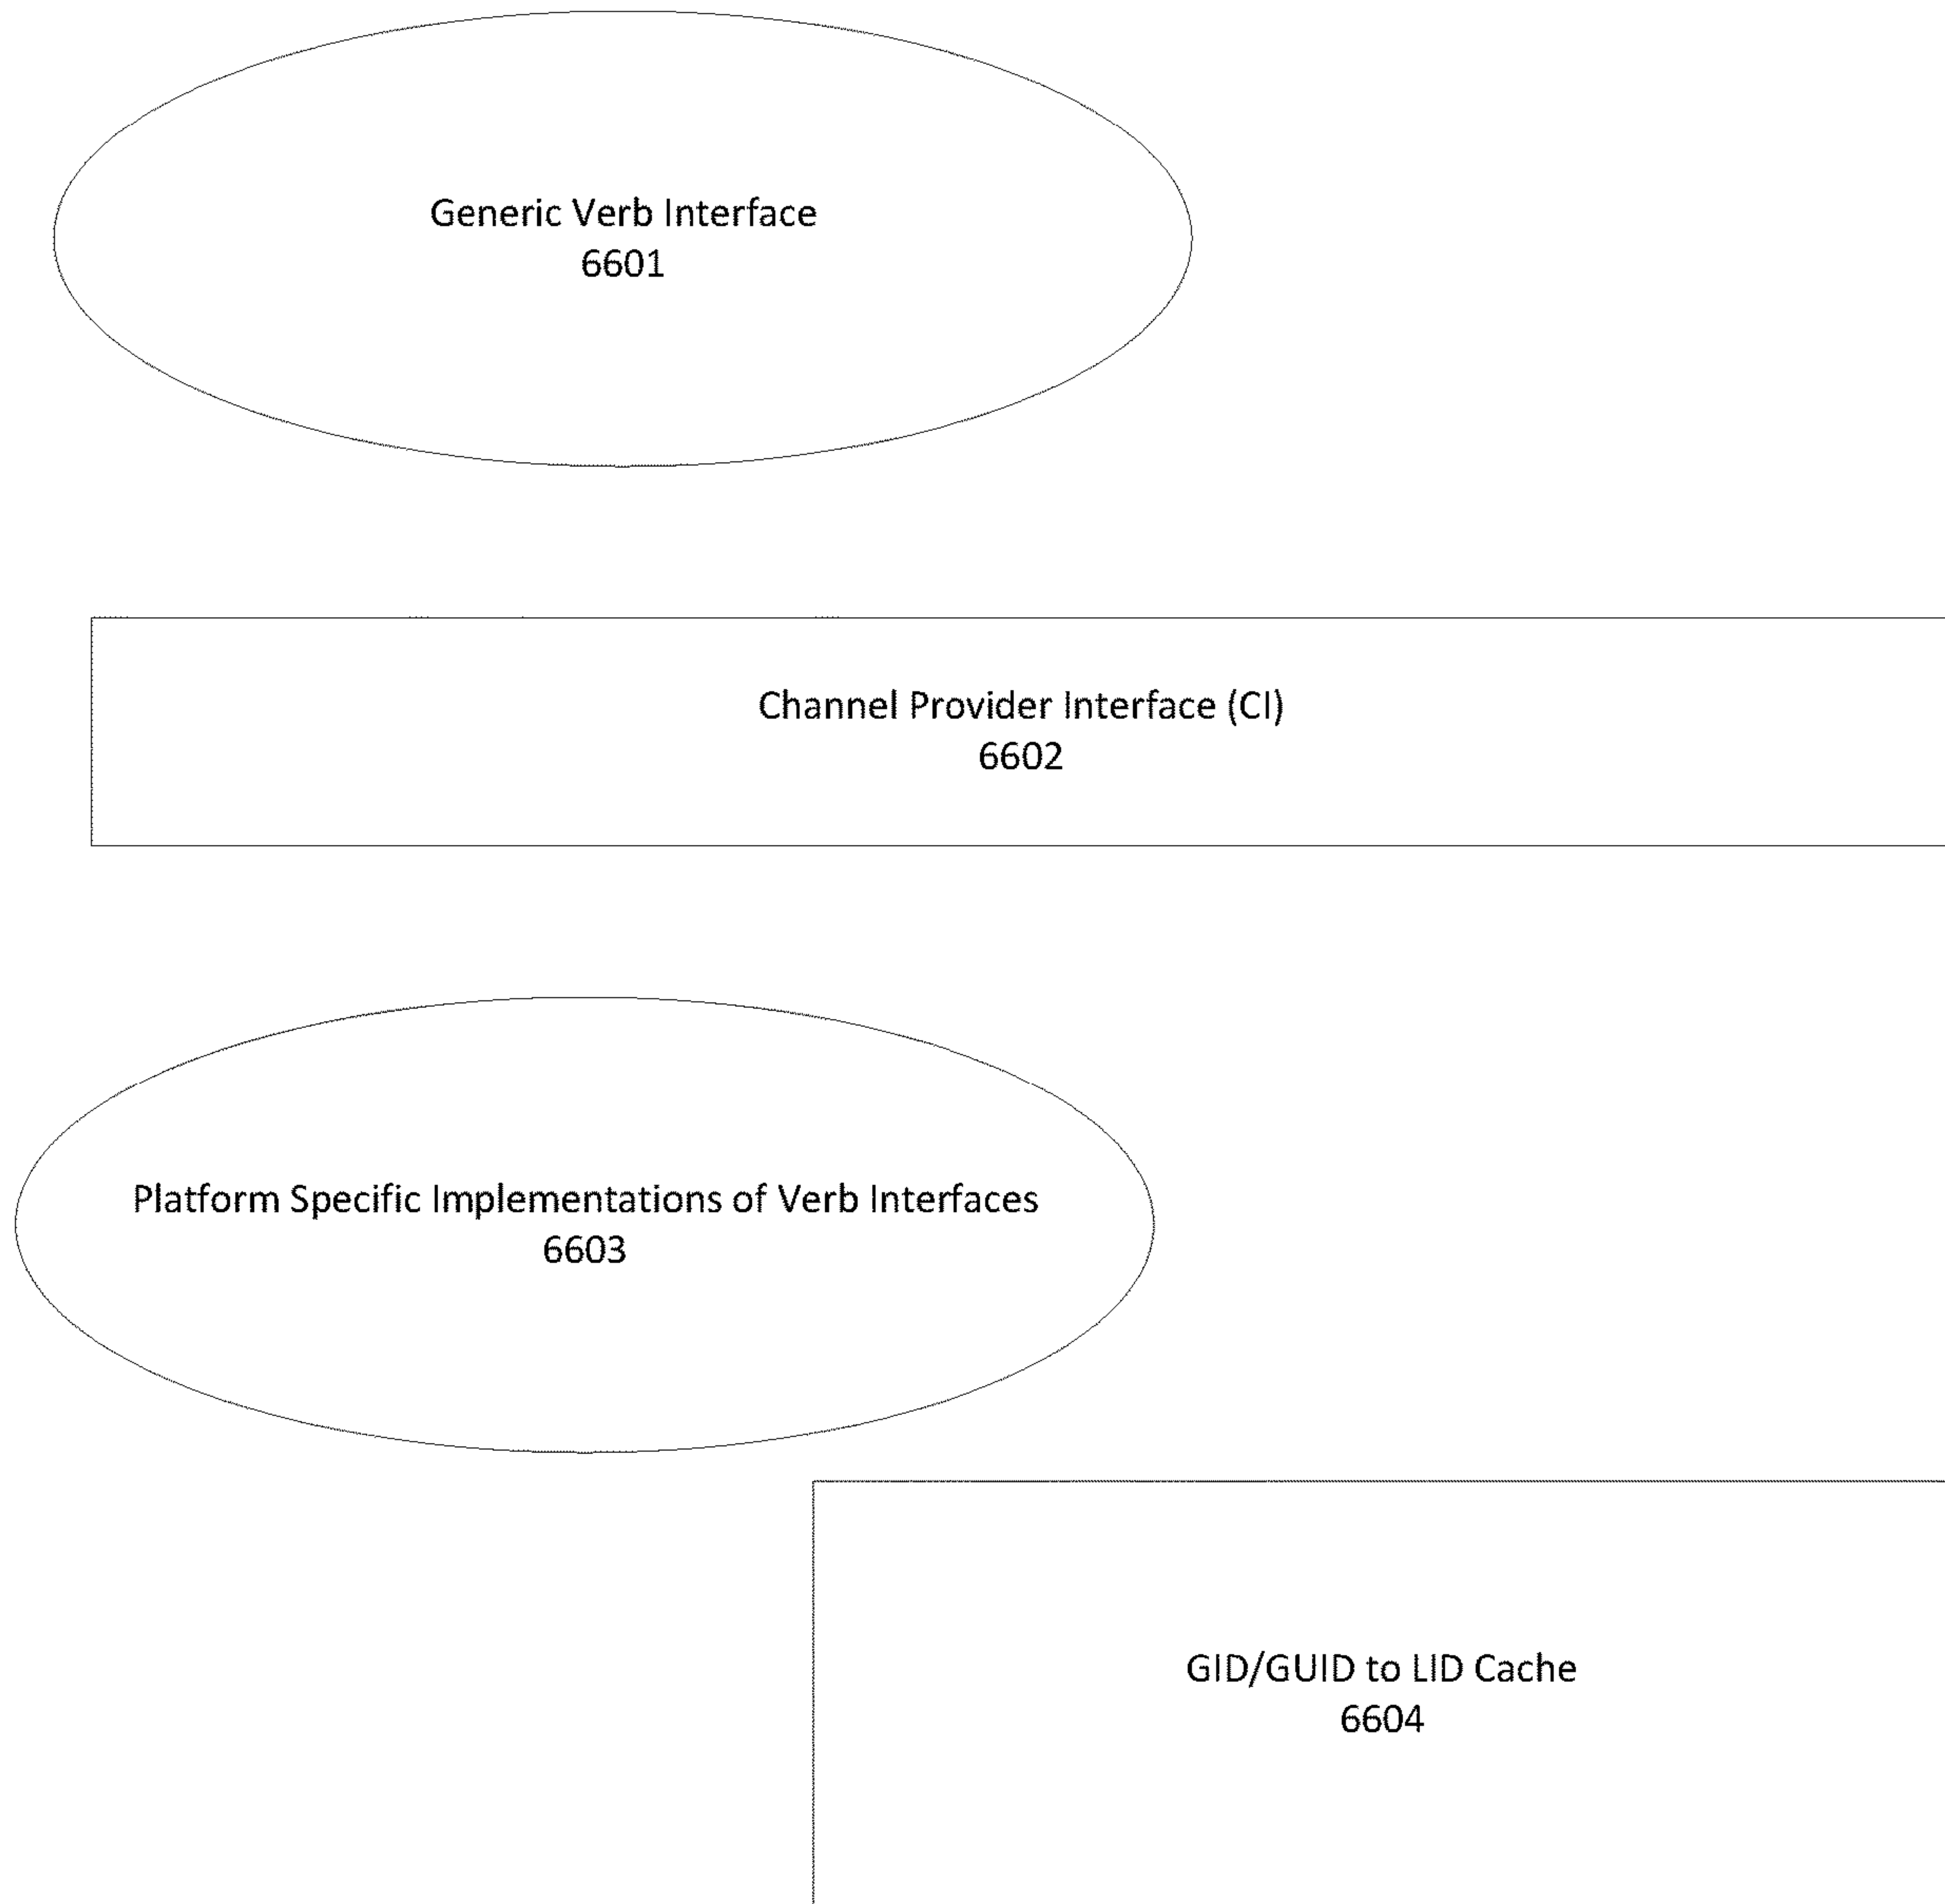 Generic Verb Interface
6601
Channel Provider Interface (CI)
6602
Platform Specific Implementations of Verb Interfaces
6603
GID/GUID to LID Cache
6604